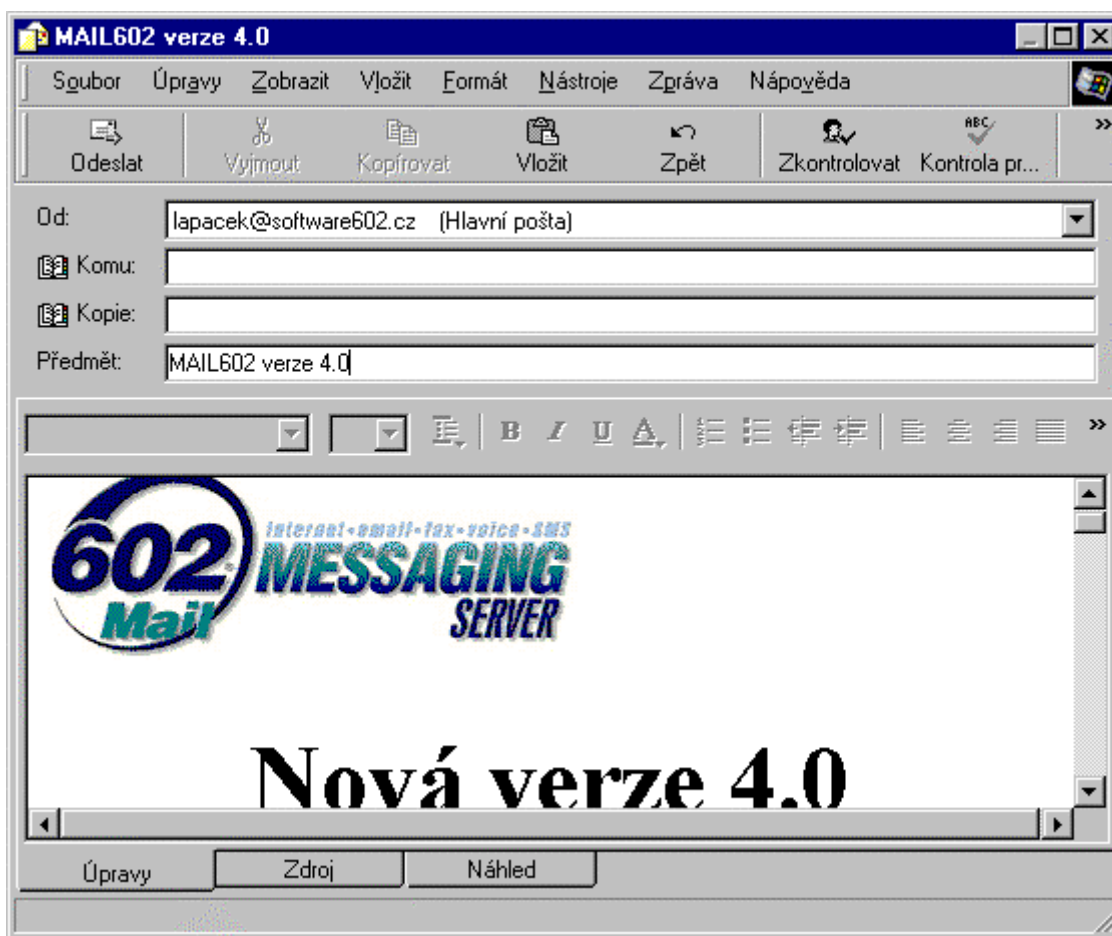 MAIL602 verze 4.0
Soubor Úpravy Zobrazit Vložit Formát Nástroje Zpráva Nápověda
Odeslat Vyjmout Kopírovat Vložit Zpět Zkontrolovat ABC Kontrola pr... »
Od: lapacek@software602.cz (Hlavní pošta)
Komu:
Kopie:
Předmět: MAIL602 verze 4.0
B I U A »
internet·email·fax·voice·SMS
602 MESSAGING
Mail SERVER
Nová verze 4.0
Úpravy Zdroj Náhled